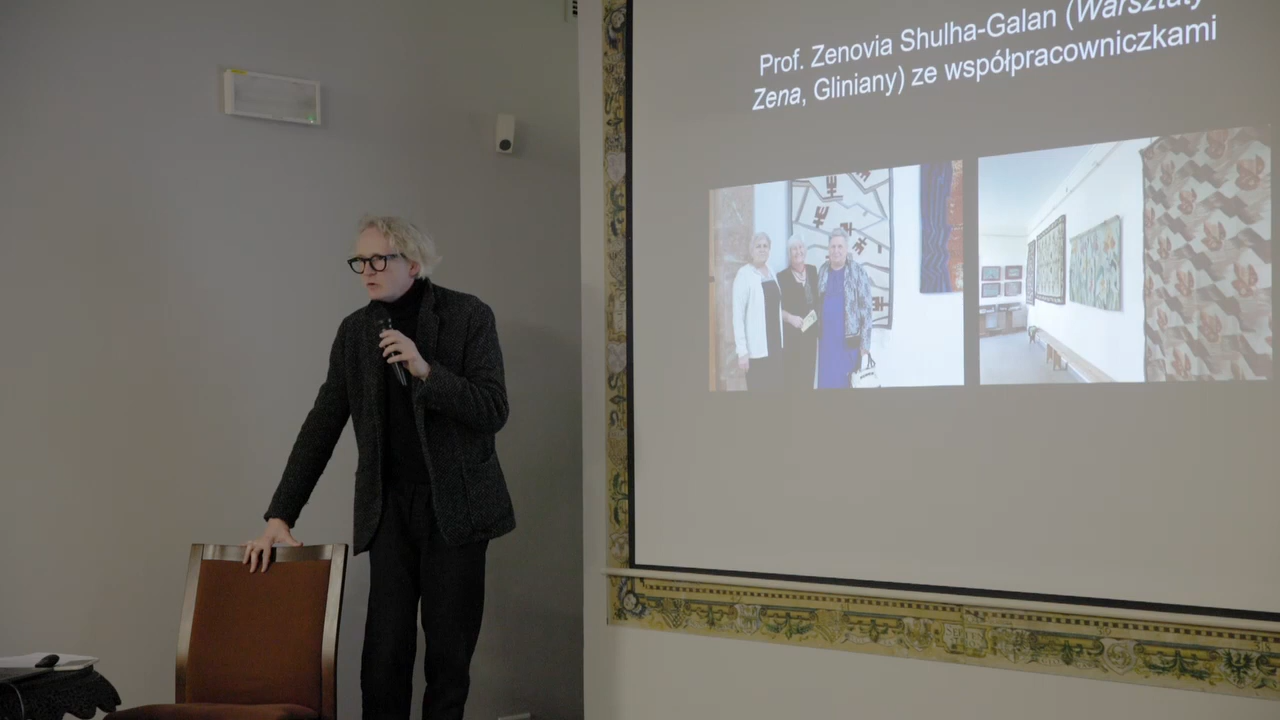 Prof. Zenovia Shulha-Galan (Warsztaty
Zena, Gliniany) ze współpracowniczkami